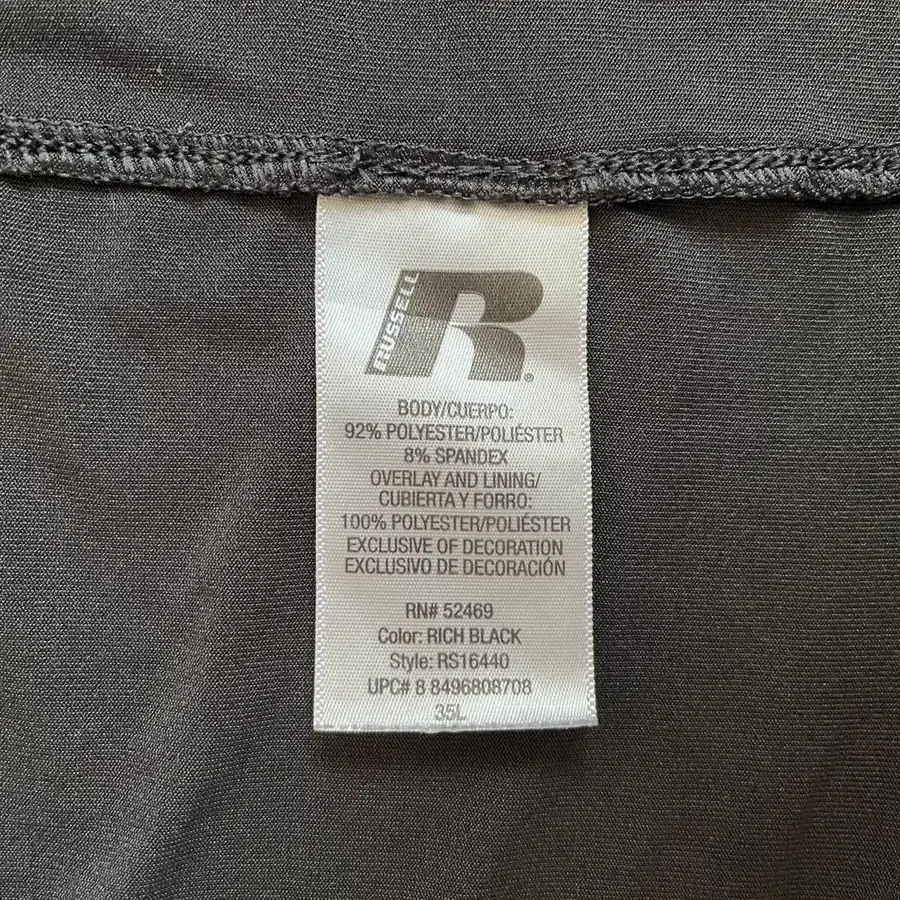 RUSSELL
R®
BODY/CUERPO:
92% POLYESTER/POLIÉSTER
8% SPANDEX
OVERLAY AND LINING/
CUBIERTA Y FORRO:
100% POLYESTER/POLIÉSTER
EXCLUSIVE OF DECORATION
EXCLUSIVO DE DECORACIÓN
RN# 52469
Color: RICH BLACK
Style: RS16440
UPC# 8 8496808708
35L